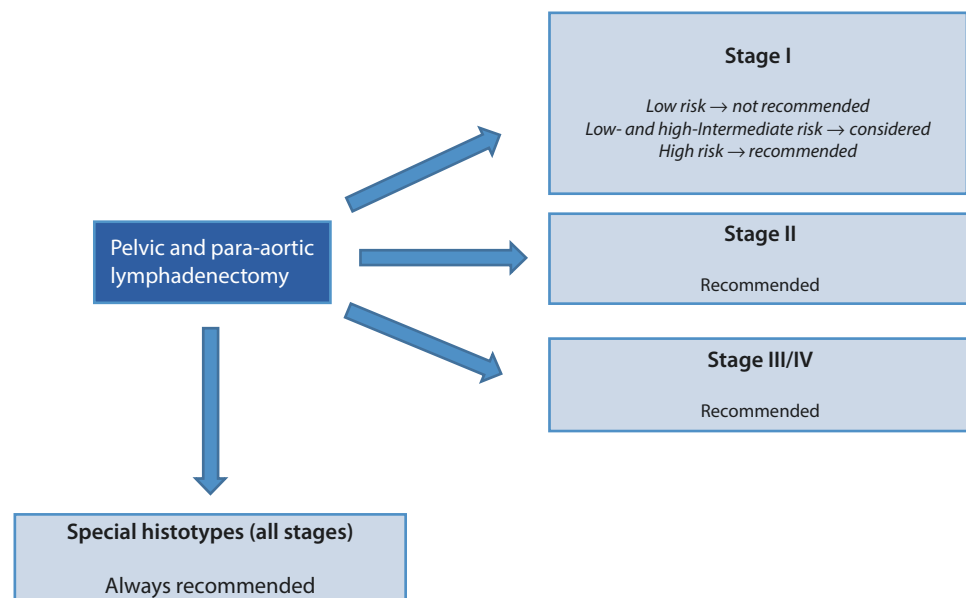 Stage I
Low risk → not recommended
Low- and high-Intermediate risk → considered
High risk → recommended
Pelvic and para-aortic
lymphadenectomy
Stage II
Recommended
Stage III/IV
Recommended
Special histotypes (all stages)
Always recommended